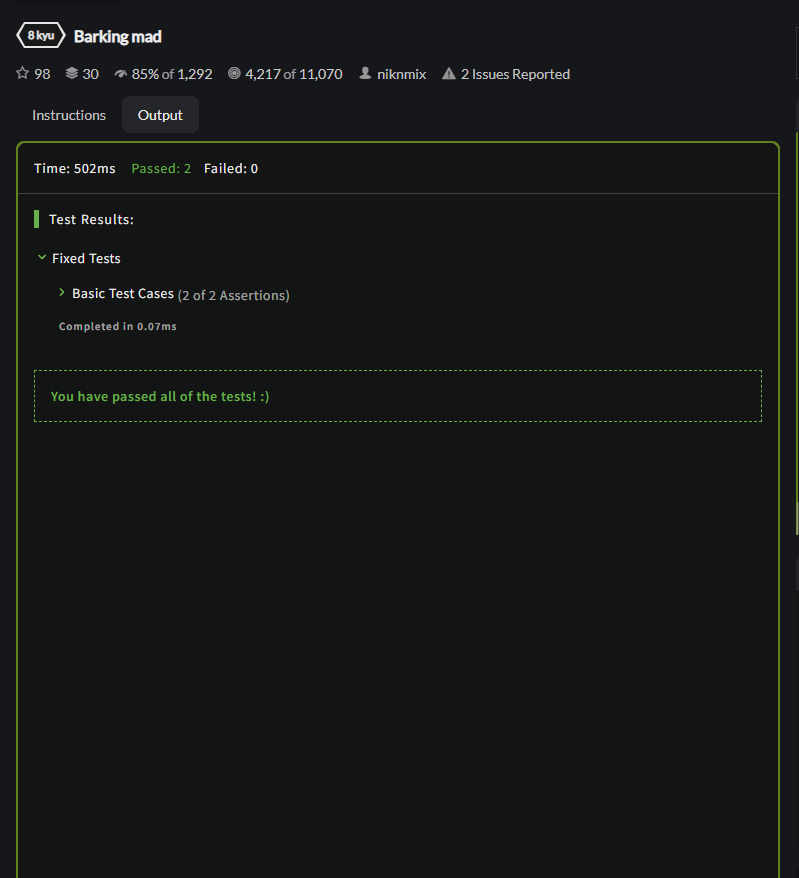 8 kyu Barking mad
98 30 85% of 1,292 4,217 of 11,070 niknmix 2 Issues Reported
Instructions Output
Time: 502ms Passed: 2 Failed: 0
Test Results:
Fixed Tests
Basic Test Cases (2 of 2 Assertions)
Completed in 0.07ms
You have passed all of the tests! :)